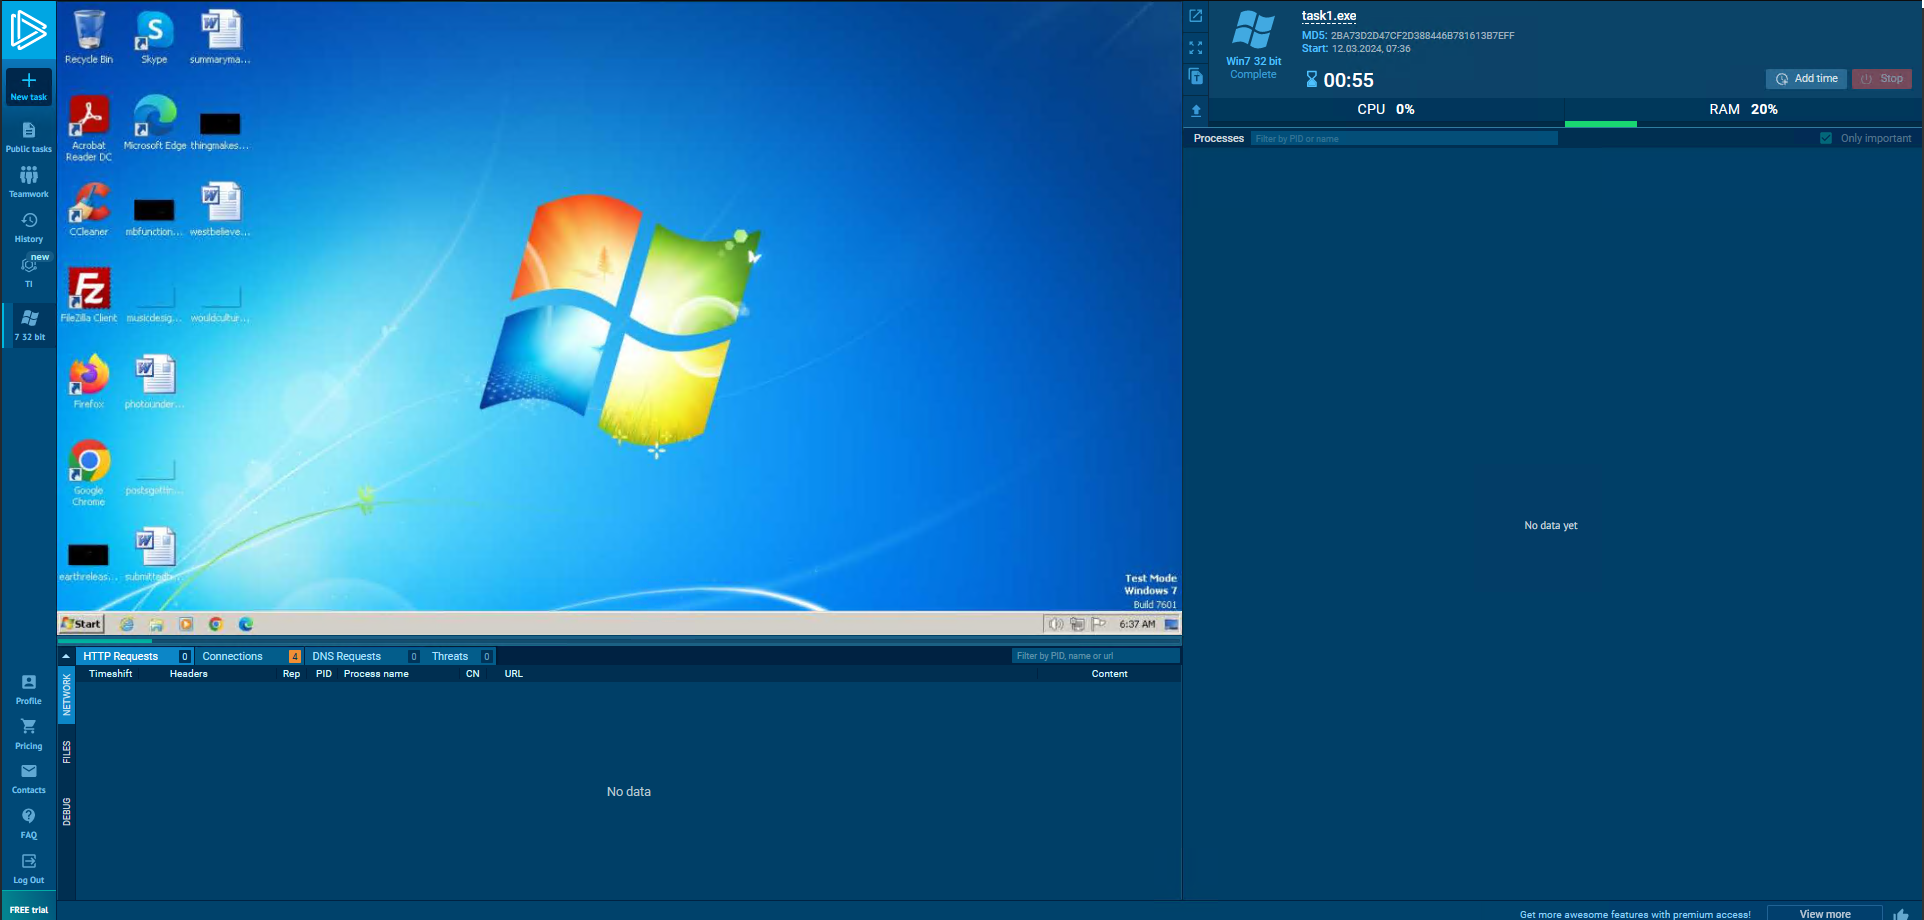 New task
Public tasks
Teamwork
History
new
TI
7 32 bit
Profile
Pricing
Contacts
FAQ
Log Out
FREE trial
Recycle Bin
Skype
summaryma...
Acrobat
Reader DC
Microsoft Edge
thingmakes...
CCleaner
mbfunction...
westbelieve...
FileZilla Client
musicdesig...
wouldcultur...
Firefox
photounder...
Google
Chrome
postsgettin...
earthreleas...
submittedb...
Test Mode
Windows 7
Build 7601
Start
6:37 AM
HTTP Requests 0
Connections 4
DNS Requests 0
Threats 0
Filter by PID, name or url
NETWORK
FILES
DEBUG
Timeshift Headers Rep PID Process name CN URL Content
No data
Win7 32 bit
Complete
task1.exe
MD5: 2BA73D2D47CF2D388446B781613B7EFF
Start: 12.03.2024, 07:36
00:55
Add time
Stop
CPU 0%
RAM 20%
Processes
Filter by PID or name
Only important
No data yet
Get more awesome features with premium access!
View more